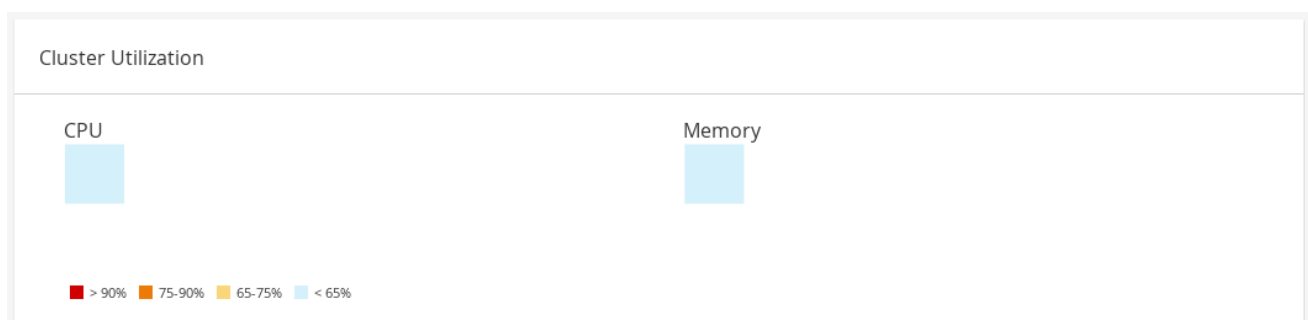 Cluster Utilization
CPU
Memory
> 90% 75-90% 65-75% < 65%